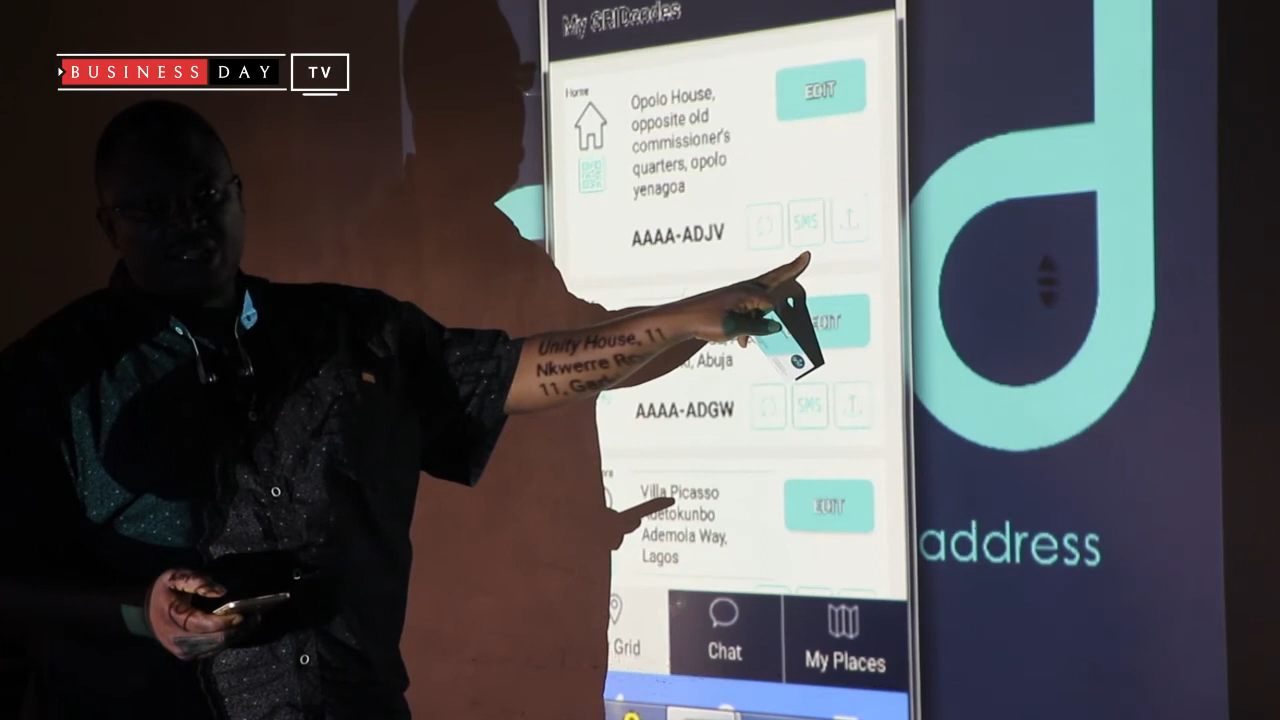 BUSINESS DAY TV
My GRIDcodes
Home
Opolo House,
opposite old
commissioner's
quarters, opolo
yenagoa
EDIT
AAAA-ADJV
SMS
Unity House, 11
Nkwerre
11,
Abuja
EDIT
AAAA-ADGW
SMS
Villa Picasso
Adetokunbo
Ademola Way,
Lagos
EDIT
Grid
Chat
My Places
d
address